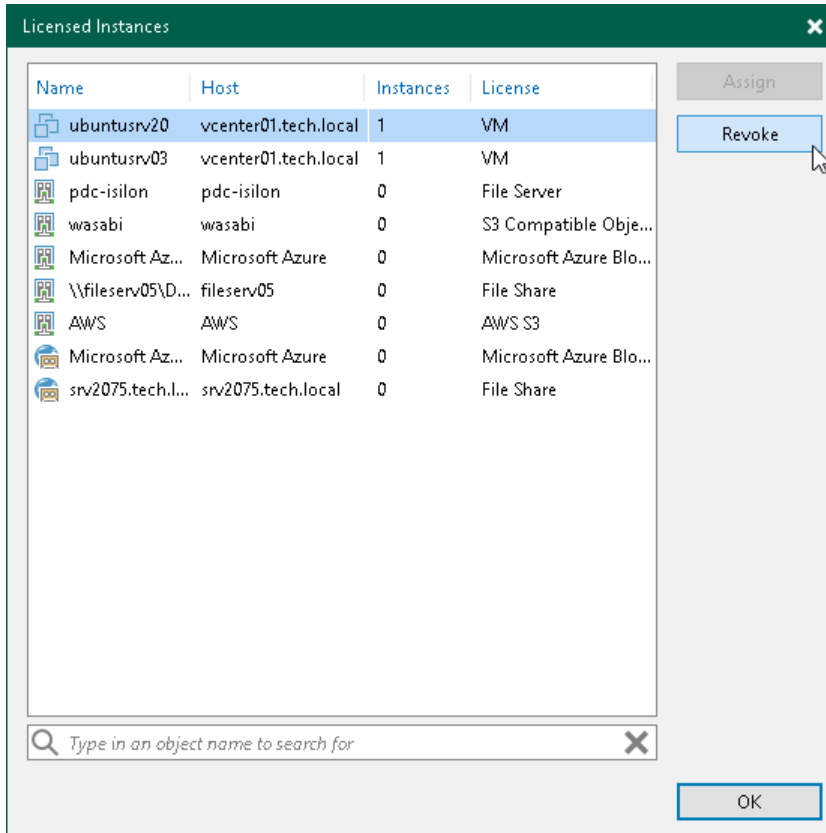 Licensed Instances
Name Host Instances License
Assign
Revoke
ubuntusrv20 vcenter01.tech.local 1 VM
ubuntusrv03 vcenter01.tech.local 1 VM
pdc-isilon pdc-isilon 0 File Server
wasabi wasabi 0 S3 Compatible Obje...
Microsoft Az... Microsoft Azure 0 Microsoft Azure Blo...
\\fileserv05\D... fileserv05 0 File Share
AWS AWS 0 AWS S3
Microsoft Az... Microsoft Azure 0 Microsoft Azure Blo...
srv2075.tech.l... srv2075.tech.local 0 File Share
Type in an object name to search for
OK